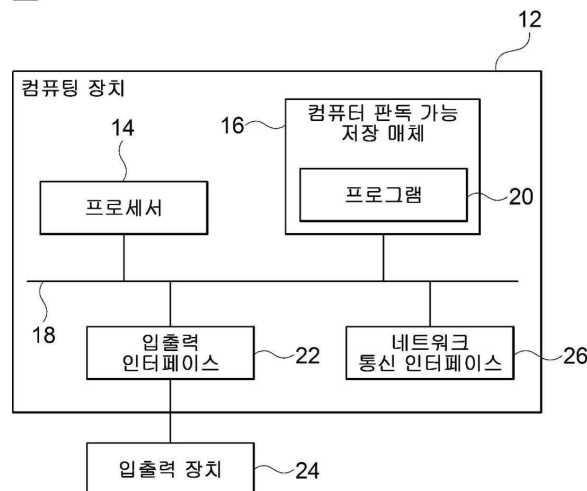 12
컴퓨팅 장치
14
프로세서
16
컴퓨터 판독 가능
저장 매체
프로그램
20
18
입출력
인터페이스
22
네트워크
통신 인터페이스
26
입출력 장치
24